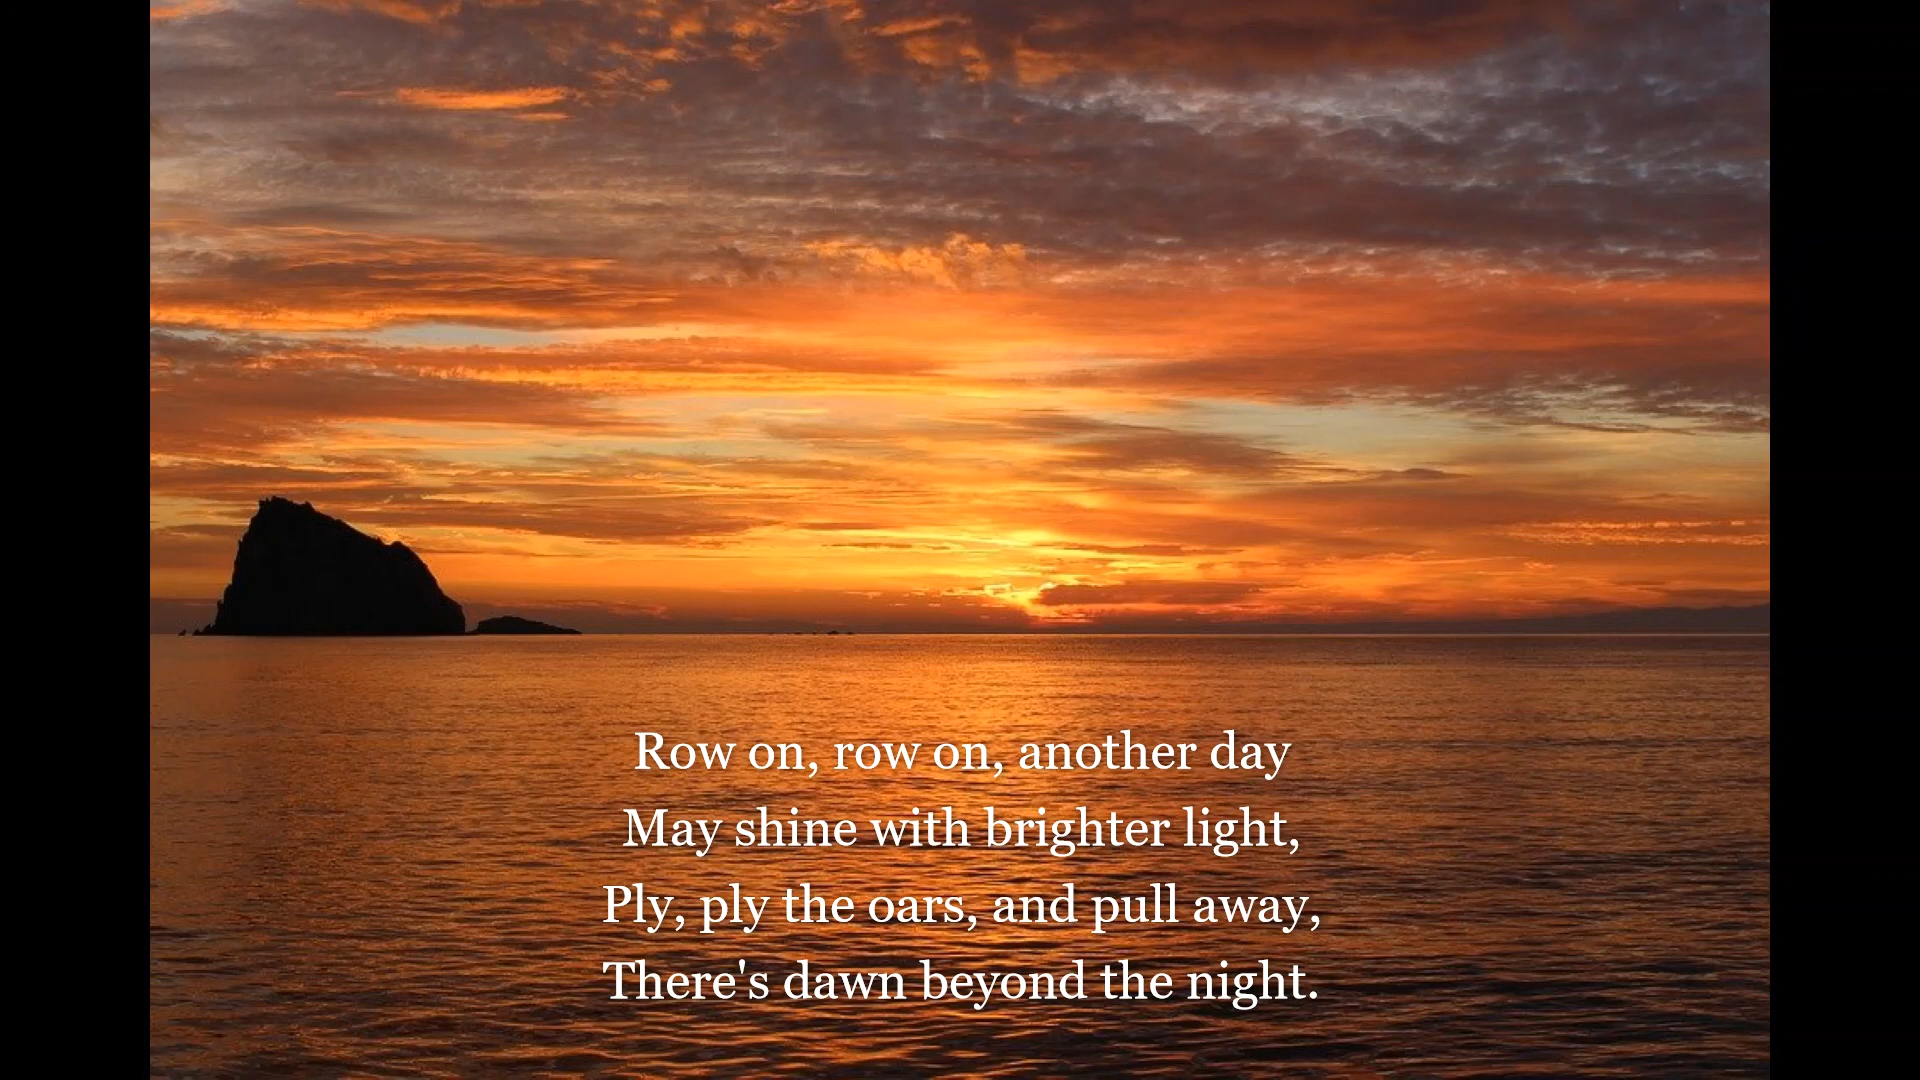 Row on, row on, another day
May shine with brighter light,
Ply, ply the oars, and pull away,
There's dawn beyond the night.